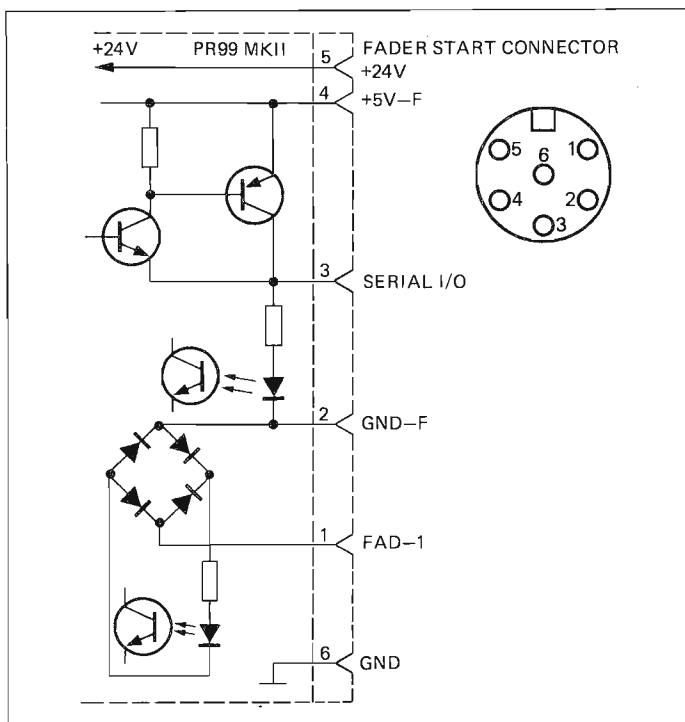 +24V PR99 MKII 5 FADER START CONNECTOR
+24V
4 +5V–F
5 6 1
4 2
3
3 SERIAL I/O
2 GND–F
1 FAD–1
6 GND